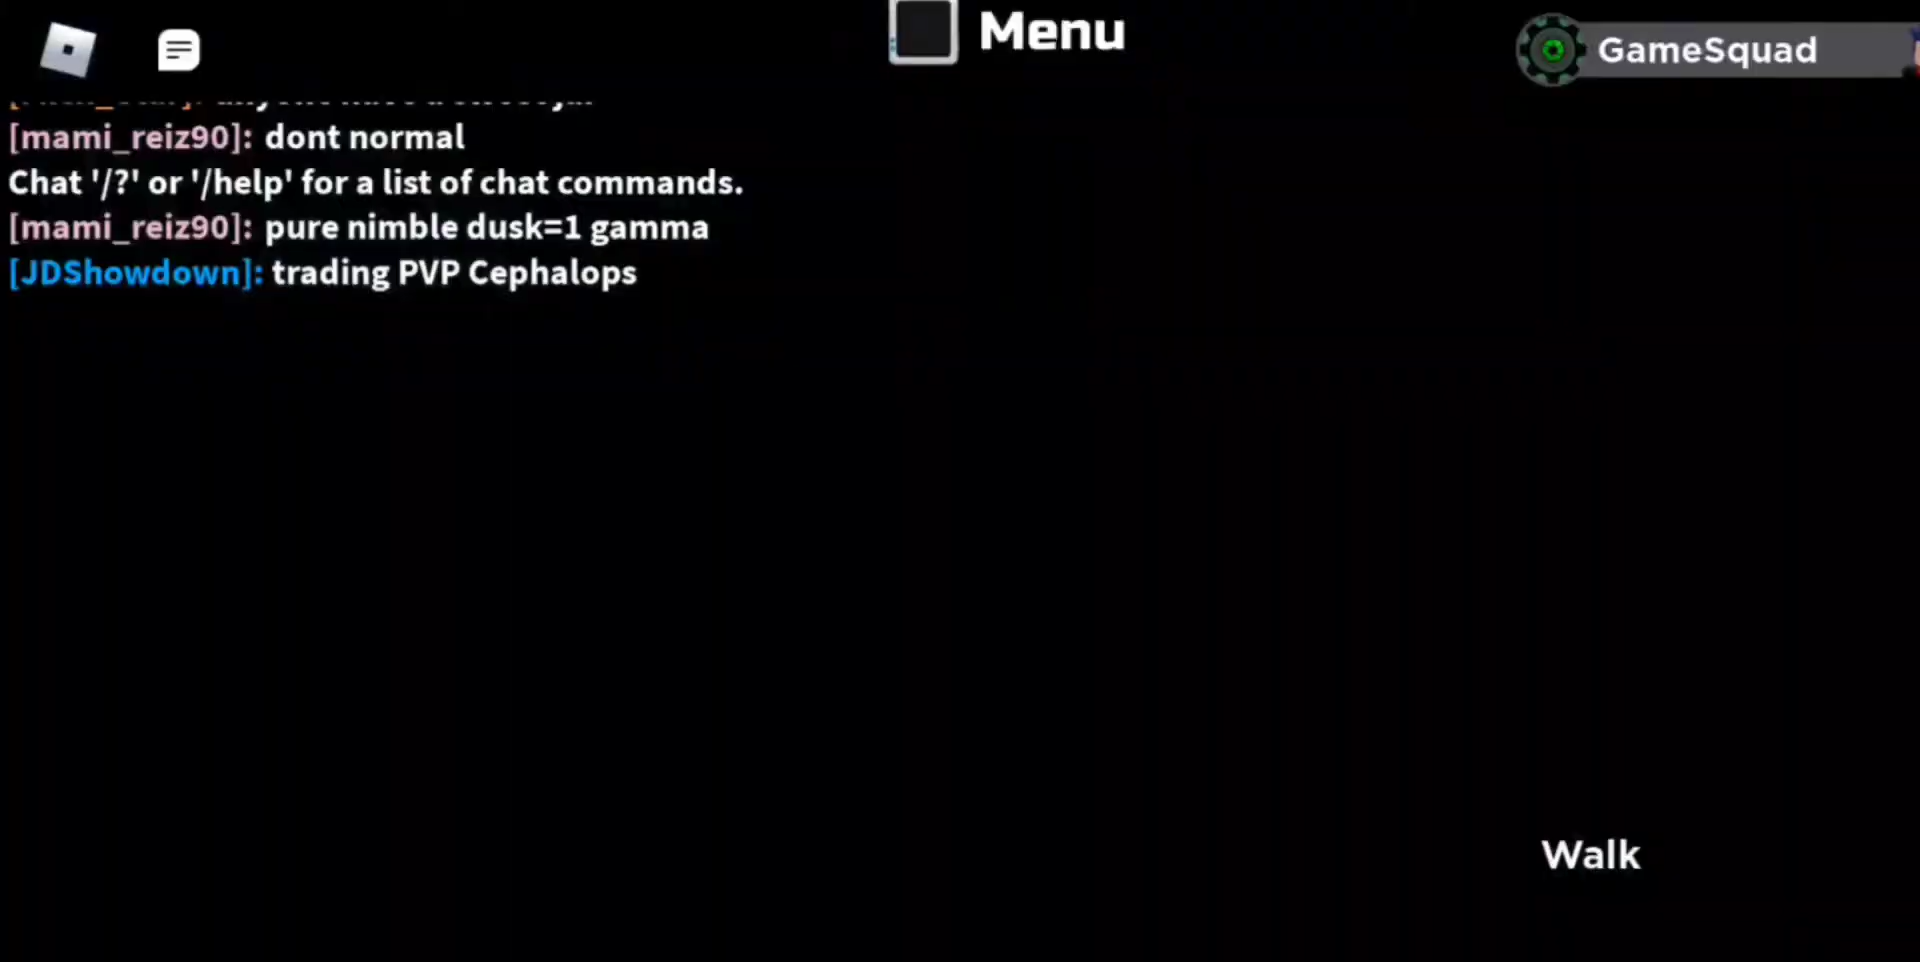 Menu
GameSquad
[mami_reiz90]: dont normal
Chat '/?' or '/help' for a list of chat commands.
[mami_reiz90]: pure nimble dusk=1 gamma
[JDShowdown]: trading PVP Cephalops
Walk